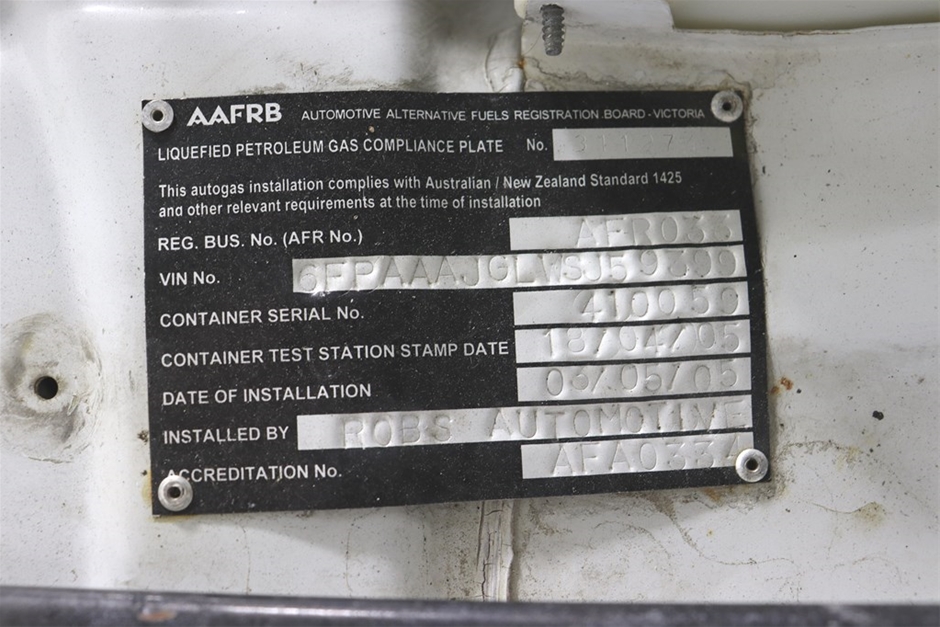 AAFRB AUTOMOTIVE ALTERNATIVE FUELS REGISTRATION BOARD - VICTORIA
LIQUEFIED PETROLEUM GAS COMPLIANCE PLATE No.
This autogas installation complies with Australian / New Zealand Standard 1425
and other relevant requirements at the time of installation
REG. BUS. No. (AFR No.) AFR033
VIN No. 6FPAAAJGLVSJ59399
CONTAINER SERIAL No. 410059
CONTAINER TEST STATION STAMP DATE 18/04/05
DATE OF INSTALLATION 03/05/05
INSTALLED BY ROBS AUTOMOTIVE
ACCREDITATION No. AFA0334